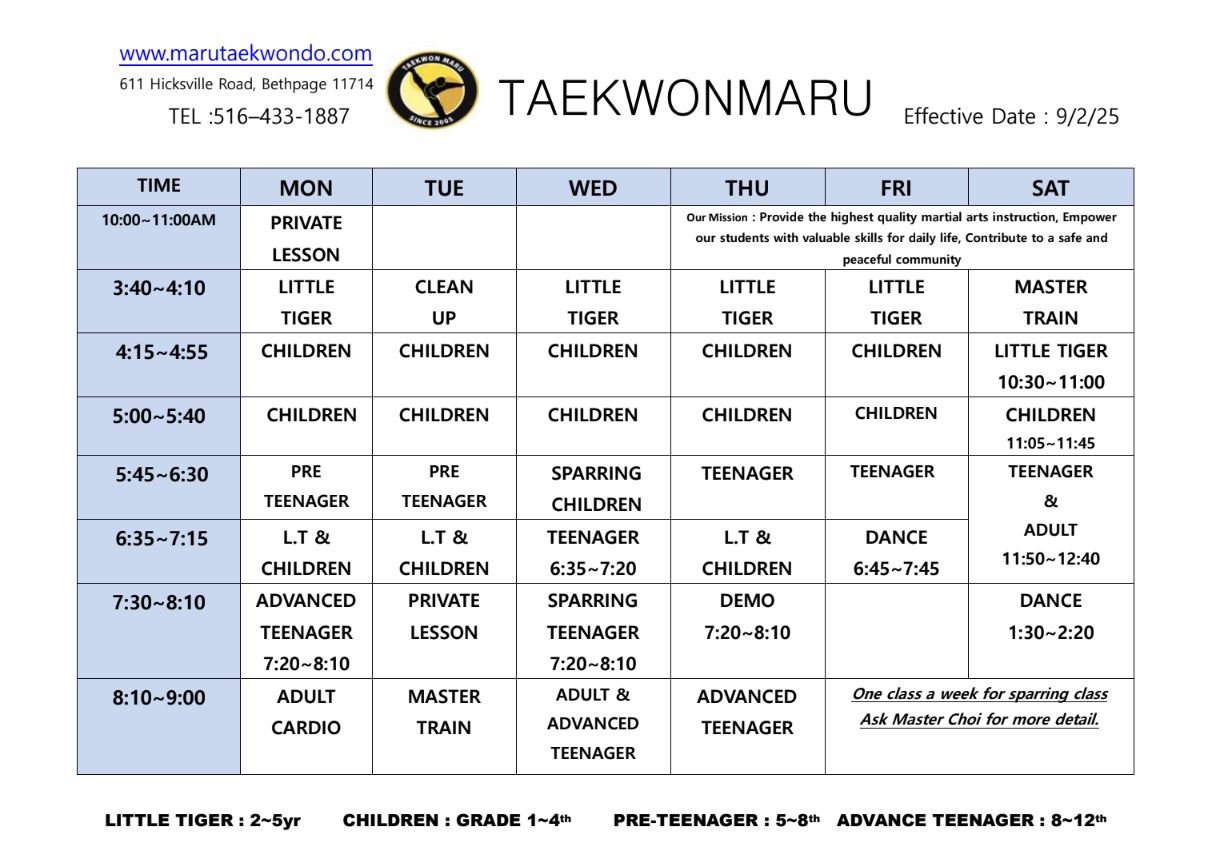 www.marutaekwondo.com
611 Hicksville Road, Bethpage 11714
TEL :516–433-1887
TAEKWON MARU
SINCE 2005
TAEKWONMARU
Effective Date : 9/2/25
TIME MON TUE WED THU FRI SAT
10:00~11:00AM
PRIVATE
LESSON
Our Mission : Provide the highest quality martial arts instruction, Empower
our students with valuable skills for daily life, Contribute to a safe and
peaceful community
3:40~4:10
LITTLE
TIGER
CLEAN
UP
LITTLE
TIGER
LITTLE
TIGER
LITTLE
TIGER
MASTER
TRAIN
4:15~4:55
CHILDREN
CHILDREN
CHILDREN
CHILDREN
CHILDREN
LITTLE TIGER
10:30~11:00
5:00~5:40
CHILDREN
CHILDREN
CHILDREN
CHILDREN
CHILDREN
CHILDREN
11:05~11:45
5:45~6:30
PRE
TEENAGER
PRE
TEENAGER
SPARRING
CHILDREN
TEENAGER
TEENAGER
TEENAGER
&
ADULT
11:50~12:40
6:35~7:15
L.T &
CHILDREN
L.T &
CHILDREN
TEENAGER
6:35~7:20
L.T &
CHILDREN
DANCE
6:45~7:45
7:30~8:10
ADVANCED
TEENAGER
7:20~8:10
PRIVATE
LESSON
SPARRING
TEENAGER
7:20~8:10
DEMO
7:20~8:10
DANCE
1:30~2:20
8:10~9:00
ADULT
CARDIO
MASTER
TRAIN
ADULT &
ADVANCED
TEENAGER
ADVANCED
TEENAGER
One class a week for sparring class
Ask Master Choi for more detail.
LITTLE TIGER : 2~5yr CHILDREN : GRADE 1~4th PRE-TEENAGER : 5~8th ADVANCE TEENAGER : 8~12th